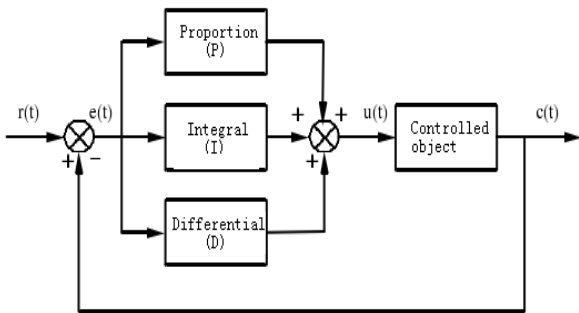 Proportion
(P)
r(t)
e(t)
+
−
Integral
(I)
+
+
+
u(t)
Controlled
object
c(t)
Differential
(D)